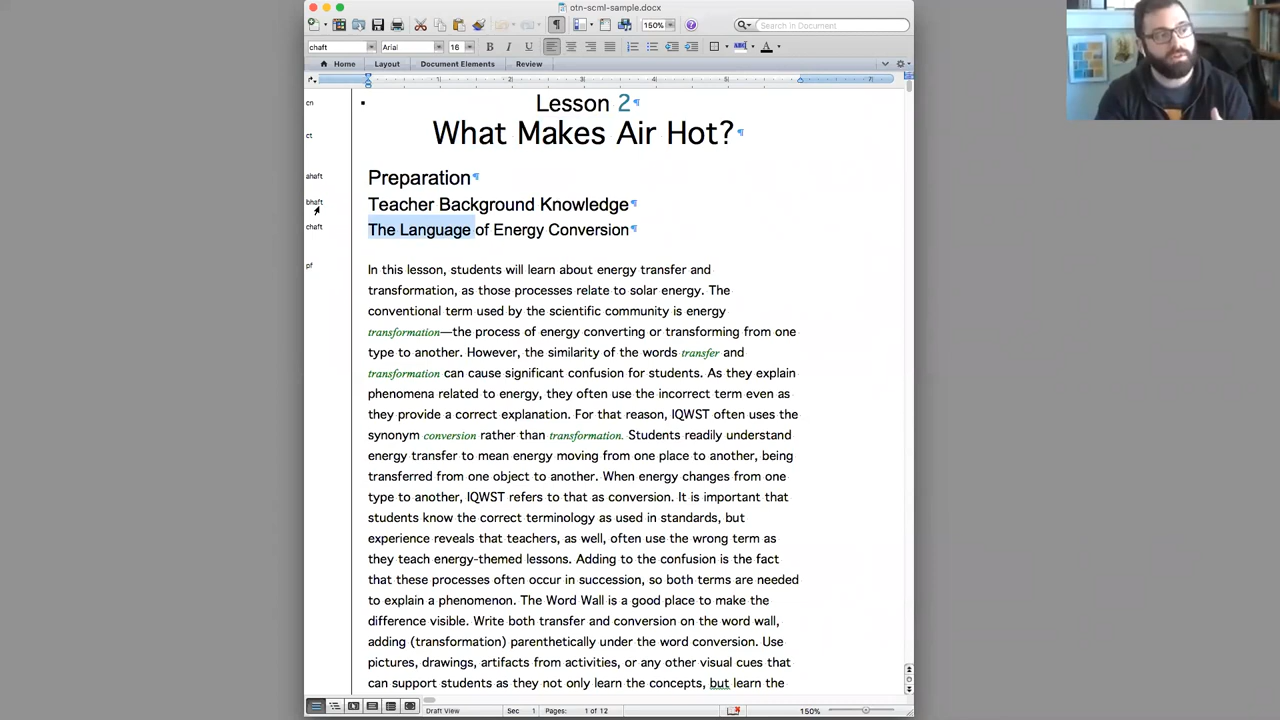 otn-scml-sample.docx
150%
Search in Document
chaft
Arial
16
B I U
ABC
A
Home Layout Document Elements Review
1 2 3 4 5 7
cn
Lesson 2¶
ct
What Makes Air Hot?¶
ahaft
Preparation¶
bhaft
Teacher Background Knowledge¶
chaft
The Language of Energy Conversion¶
pf
In this lesson, students will learn about energy transfer and
transformation, as those processes relate to solar energy. The
conventional term used by the scientific community is energy
transformation—the process of energy converting or transforming from one
type to another. However, the similarity of the words transfer and
transformation can cause significant confusion for students. As they explain
phenomena related to energy, they often use the incorrect term even as
they provide a correct explanation. For that reason, IQWST often uses the
synonym conversion rather than transformation. Students readily understand
energy transfer to mean energy moving from one place to another, being
transferred from one object to another. When energy changes from one
type to another, IQWST refers to that as conversion. It is important that
students know the correct terminology as used in standards, but
experience reveals that teachers, as well, often use the wrong term as
they teach energy-themed lessons. Adding to the confusion is the fact
that these processes often occur in succession, so both terms are needed
to explain a phenomenon. The Word Wall is a good place to make the
difference visible. Write both transfer and conversion on the word wall,
adding (transformation) parenthetically under the word conversion. Use
pictures, drawings, artifacts from activities, or any other visual cues that
can support students as they not only learn the concepts, but learn the
Draft View Sec 1 Pages: 1 of 12 150%